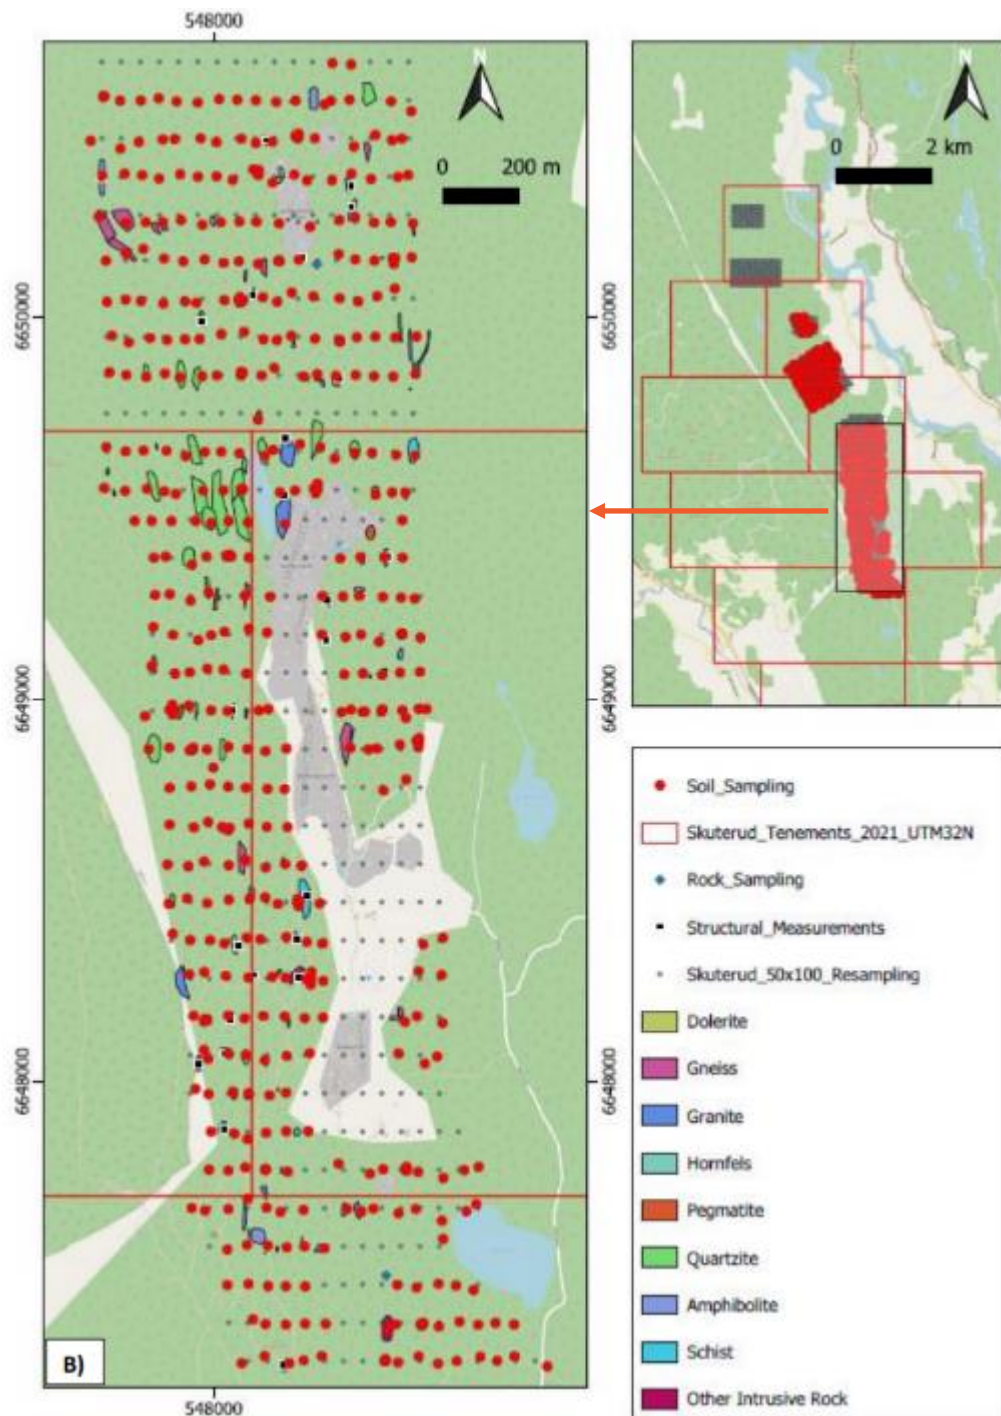 548000
N
0 200 m
6650000
6650000
6649000
6649000
6648000
6648000
B)
548000
N
0 2 km
Soil_Sampling
Skuterud_Tenements_2021_UTM32N
Rock_Sampling
Structural_Measurements
Skuterud_50x100_Resampling
Dolerite
Gneiss
Granite
Hornfels
Pegmatite
Quartzite
Amphibolite
Schist
Other Intrusive Rock